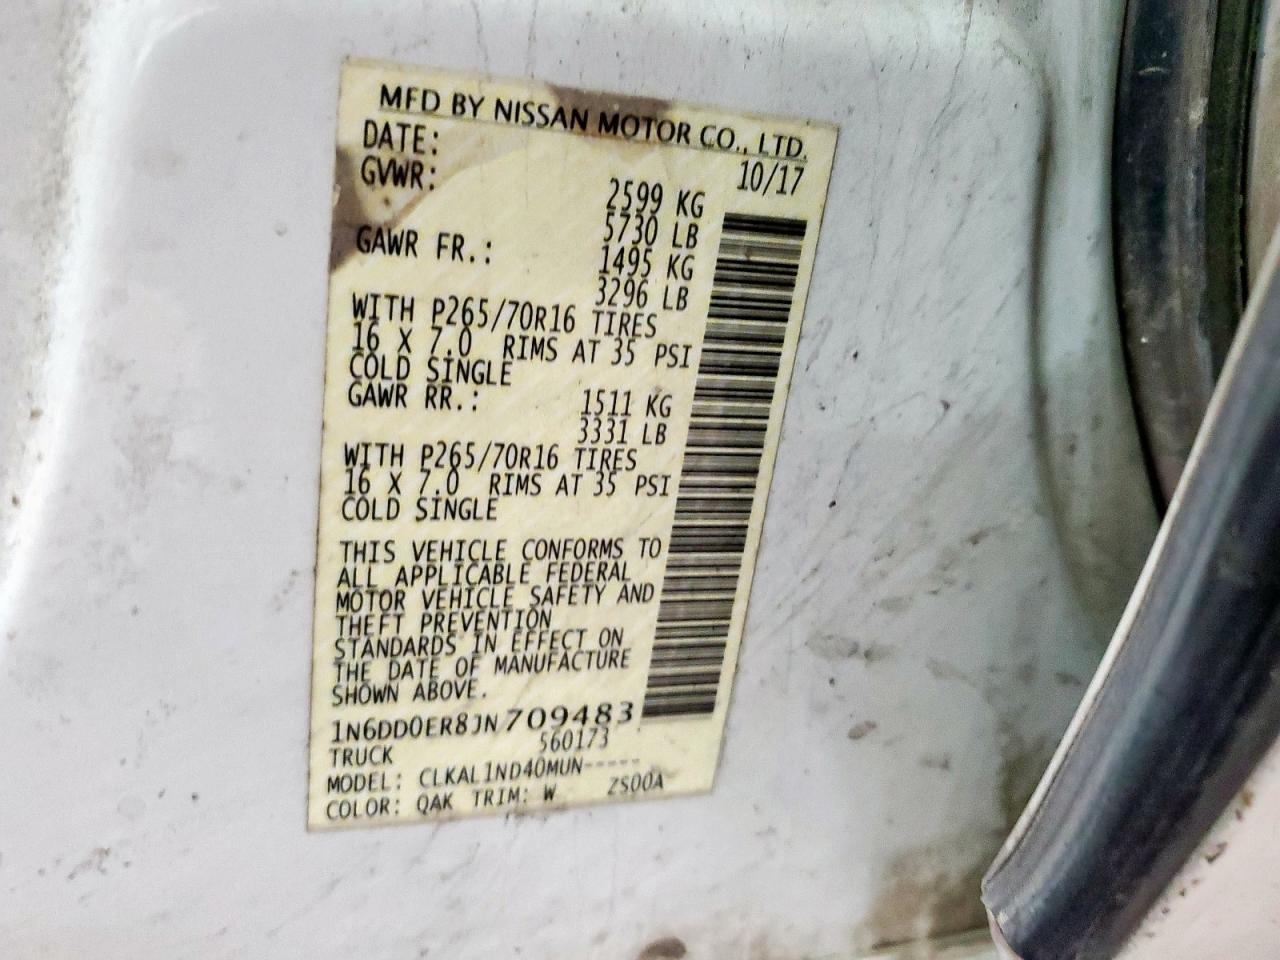 MFD BY NISSAN MOTOR CO., LTD.
DATE: 10/17
GVWR: 2599 KG
5730 LB
GAWR FR.: 1495 KG
3296 LB
WITH P265/70R16 TIRES
16 X 7.0 RIMS AT 35 PSI
COLD SINGLE
GAWR RR.: 1511 KG
3331 LB
WITH P265/70R16 TIRES
16 X 7.0 RIMS AT 35 PSI
COLD SINGLE
THIS VEHICLE CONFORMS TO
ALL APPLICABLE FEDERAL
MOTOR VEHICLE SAFETY AND
THEFT PREVENTION
STANDARDS IN EFFECT ON
THE DATE OF MANUFACTURE
SHOWN ABOVE.
1N6DD0ER8JN709483
TRUCK 560173
MODEL: CLKAL1ND40MUN-----
COLOR: QAK TRIM: W ZS00A